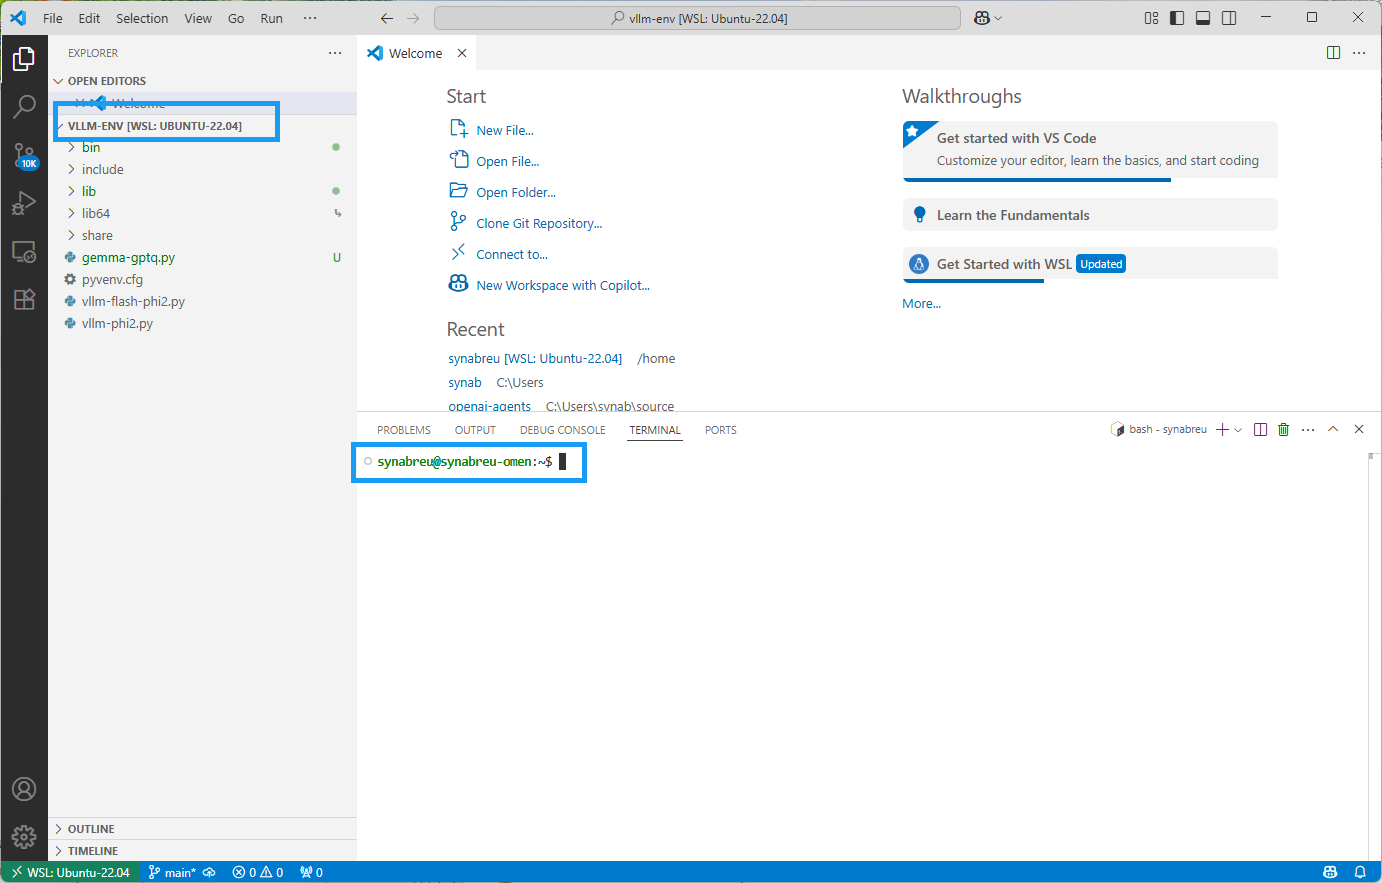 File Edit Selection View Go Run ···
vllm-env [WSL: Ubuntu-22.04]
EXPLORER
OPEN EDITORS
Welcome
VLLM-ENV [WSL: UBUNTU-22.04]
bin
include
lib
lib64
share
gemma-gptq.py U
pyvenv.cfg
vllm-flash-phi2.py
vllm-phi2.py
OUTLINE
TIMELINE
10K
Welcome
Start
New File...
Open File...
Open Folder...
Clone Git Repository...
Connect to...
New Workspace with Copilot...
Recent
synabreu [WSL: Ubuntu-22.04] /home
synab C:\Users
openai-agents C:\Users\synab\source
Walkthroughs
Get started with VS Code
Customize your editor, learn the basics, and start coding
Learn the Fundamentals
Get Started with WSL Updated
More...
PROBLEMS OUTPUT DEBUG CONSOLE TERMINAL PORTS
bash - synabreu
synabreu@synabreu-omen:~$
WSL: Ubuntu-22.04 main* 0 0 0